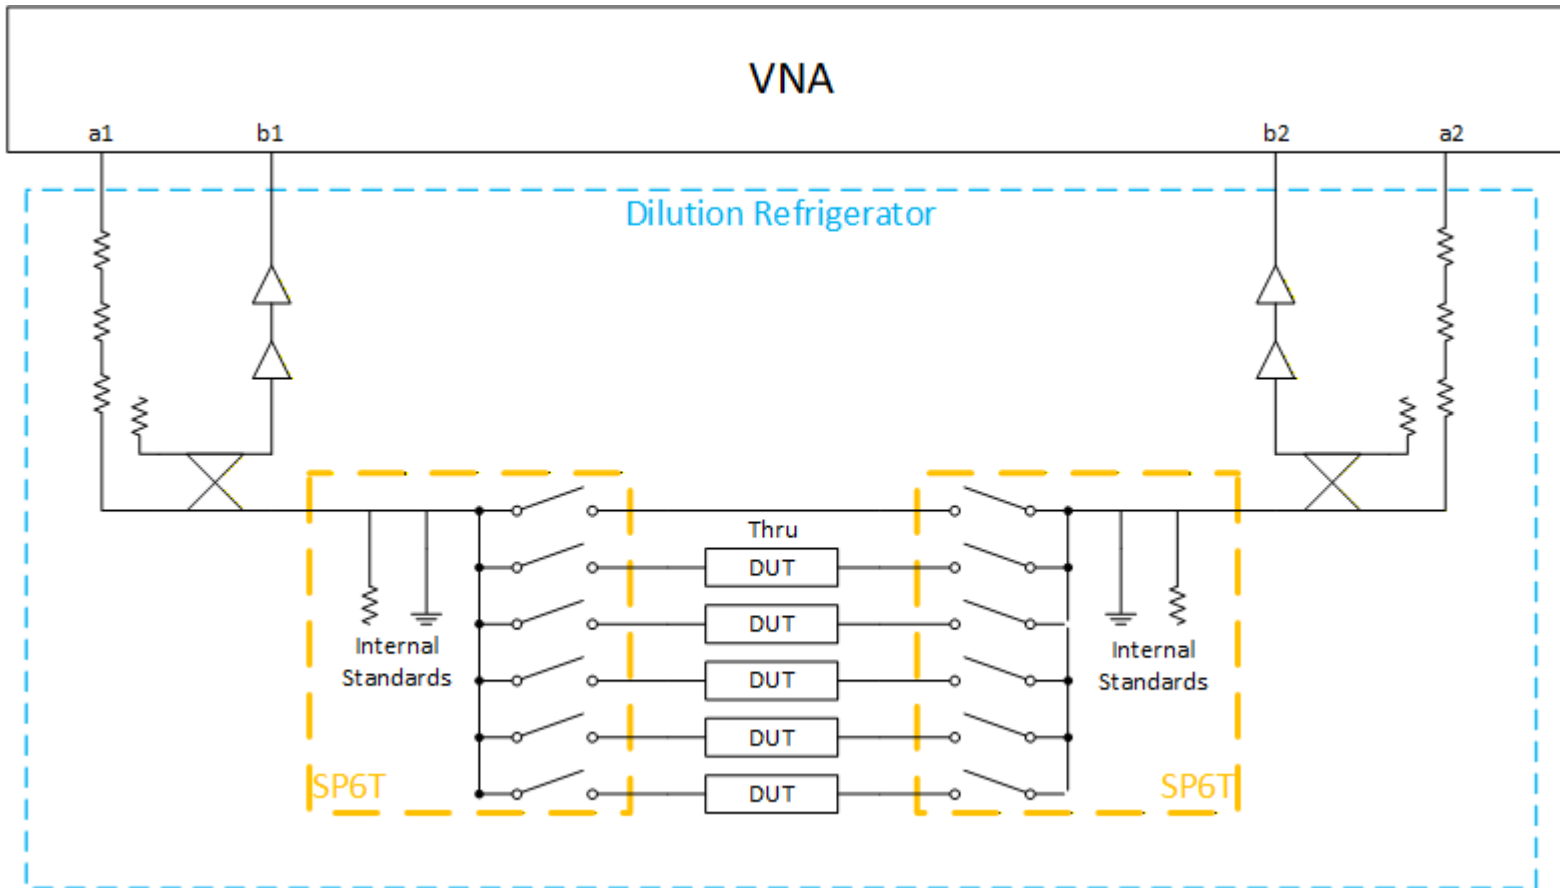 VNA
a1
b1
b2
a2
Dilution Refrigerator
Thru
DUT
DUT
Internal
Standards
Internal
Standards
DUT
DUT
DUT
SP6T
SP6T